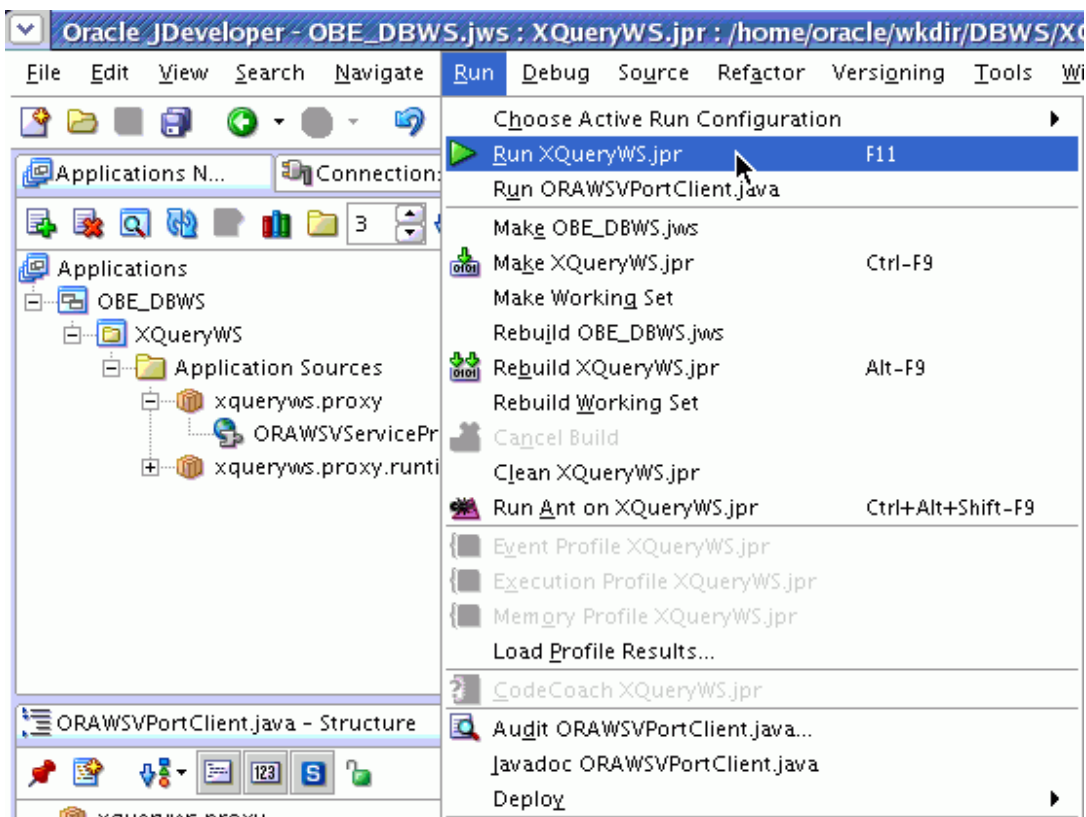 Oracle JDeveloper - OBE_DBWS.jws : XQueryWS.jpr : /home/oracle/wkdir/DBWS/XQ
File Edit View Search Navigate Run Debug Source Refactor Versioning Tools Wi
Choose Active Run Configuration
Run XQueryWS.jpr F11
Run ORAWSVPortClient.java
Make OBE_DBWS.jws
Make XQueryWS.jpr Ctrl-F9
Make Working Set
Rebuild OBE_DBWS.jws
Rebuild XQueryWS.jpr Alt-F9
Rebuild Working Set
Cancel Build
Clean XQueryWS.jpr
Run Ant on XQueryWS.jpr Ctrl+Alt+Shift-F9
Event Profile XQueryWS.jpr
Execution Profile XQueryWS.jpr
Memory Profile XQueryWS.jpr
Load Profile Results...
CodeCoach XQueryWS.jpr
Audit ORAWSVPortClient.java...
Javadoc ORAWSVPortClient.java
Deploy
Applications N... Connection
3
Applications
OBE_DBWS
XQueryWS
Application Sources
xqueryws.proxy
ORAWSVServicePr
xqueryws.proxy.runti
ORAWSVPortClient.java - Structure
123 S